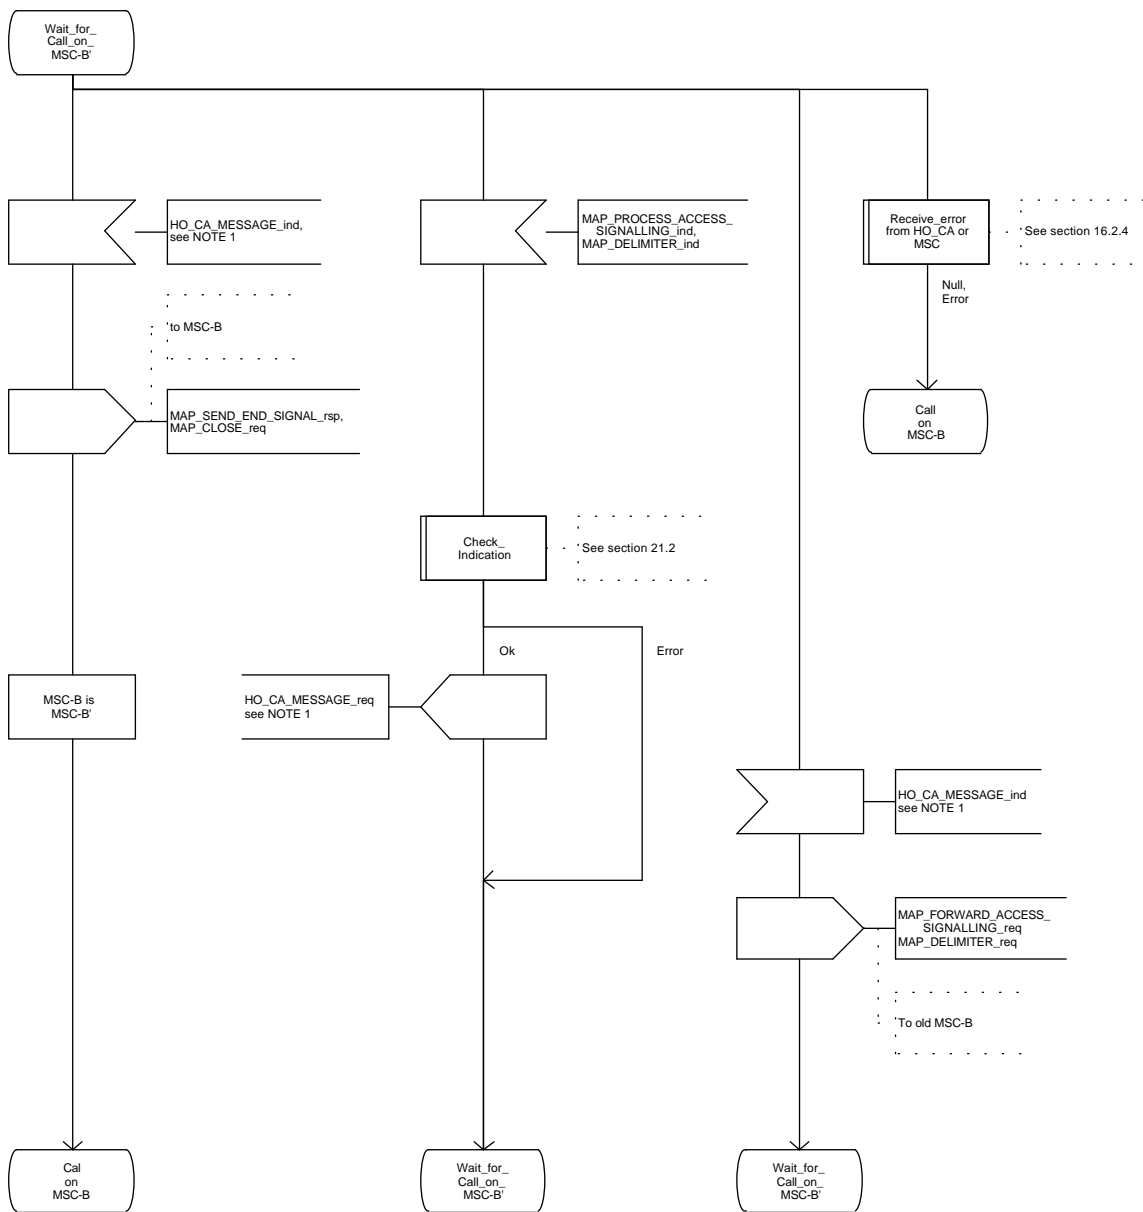 Wait_for_
Call_on_
MSC-B'
HO_CA_MESSAGE_ind,
see NOTE 1
MAP_PROCESS_ACCESS_
SIGNALLING_ind,
MAP_DELIMITER_ind
Receive_error
from HO_CA or
MSC
See section 16.2.4
Null,
Error
to MSC-B
MAP_SEND_END_SIGNAL_rsp,
MAP_CLOSE_req
Call
on
MSC-B
Check_
Indication
See section 21.2
Ok
Error
MSC-B is
MSC-B'
HO_CA_MESSAGE_req
see NOTE 1
HO_CA_MESSAGE_ind
see NOTE 1
MAP_FORWARD_ACCESS_
SIGNALLING_req
MAP_DELIMITER_req
To old MSC-B
Cal
on
MSC-B
Wait_for_
Call_on_
MSC-B'
Wait_for_
Call_on_
MSC-B'